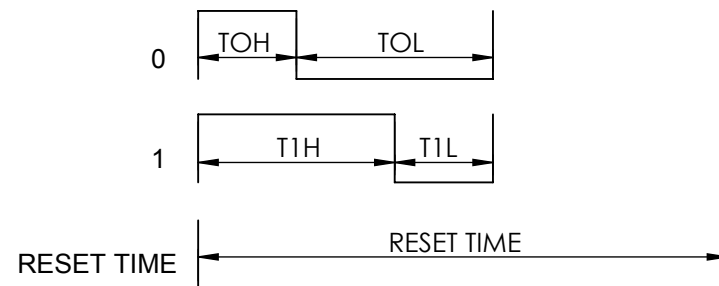 TOH TOL
0
T1H T1L
1
RESET TIME
RESET TIME